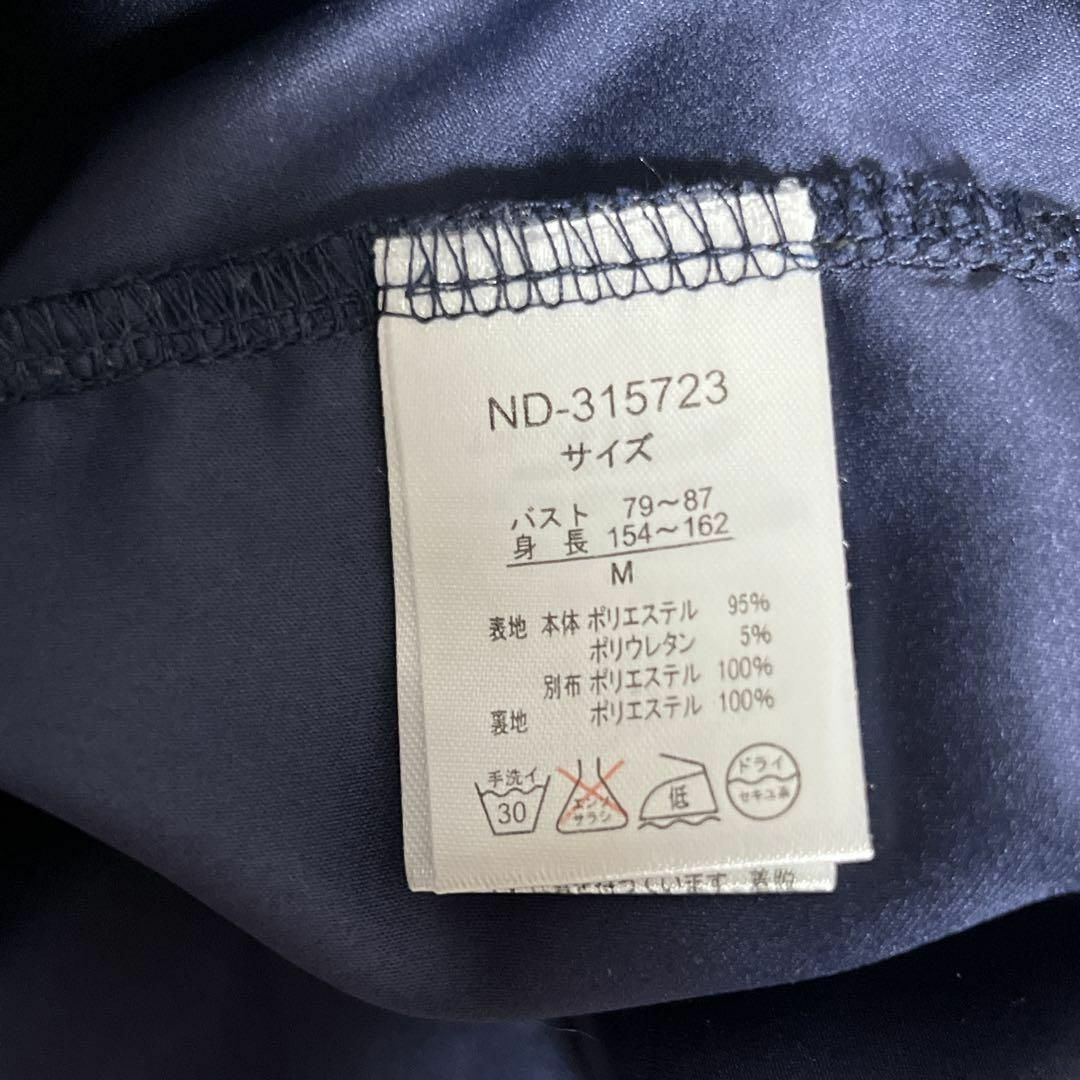 ND-315723
サイズ
バスト 79～87
身長 154～162
M
表地 本体 ポリエステル 95%
ポリウレタン 5%
別布 ポリエステル 100%
裏地 ポリエステル 100%
手洗イ 30
エンソ サラシ
低
ドライ セキユ系